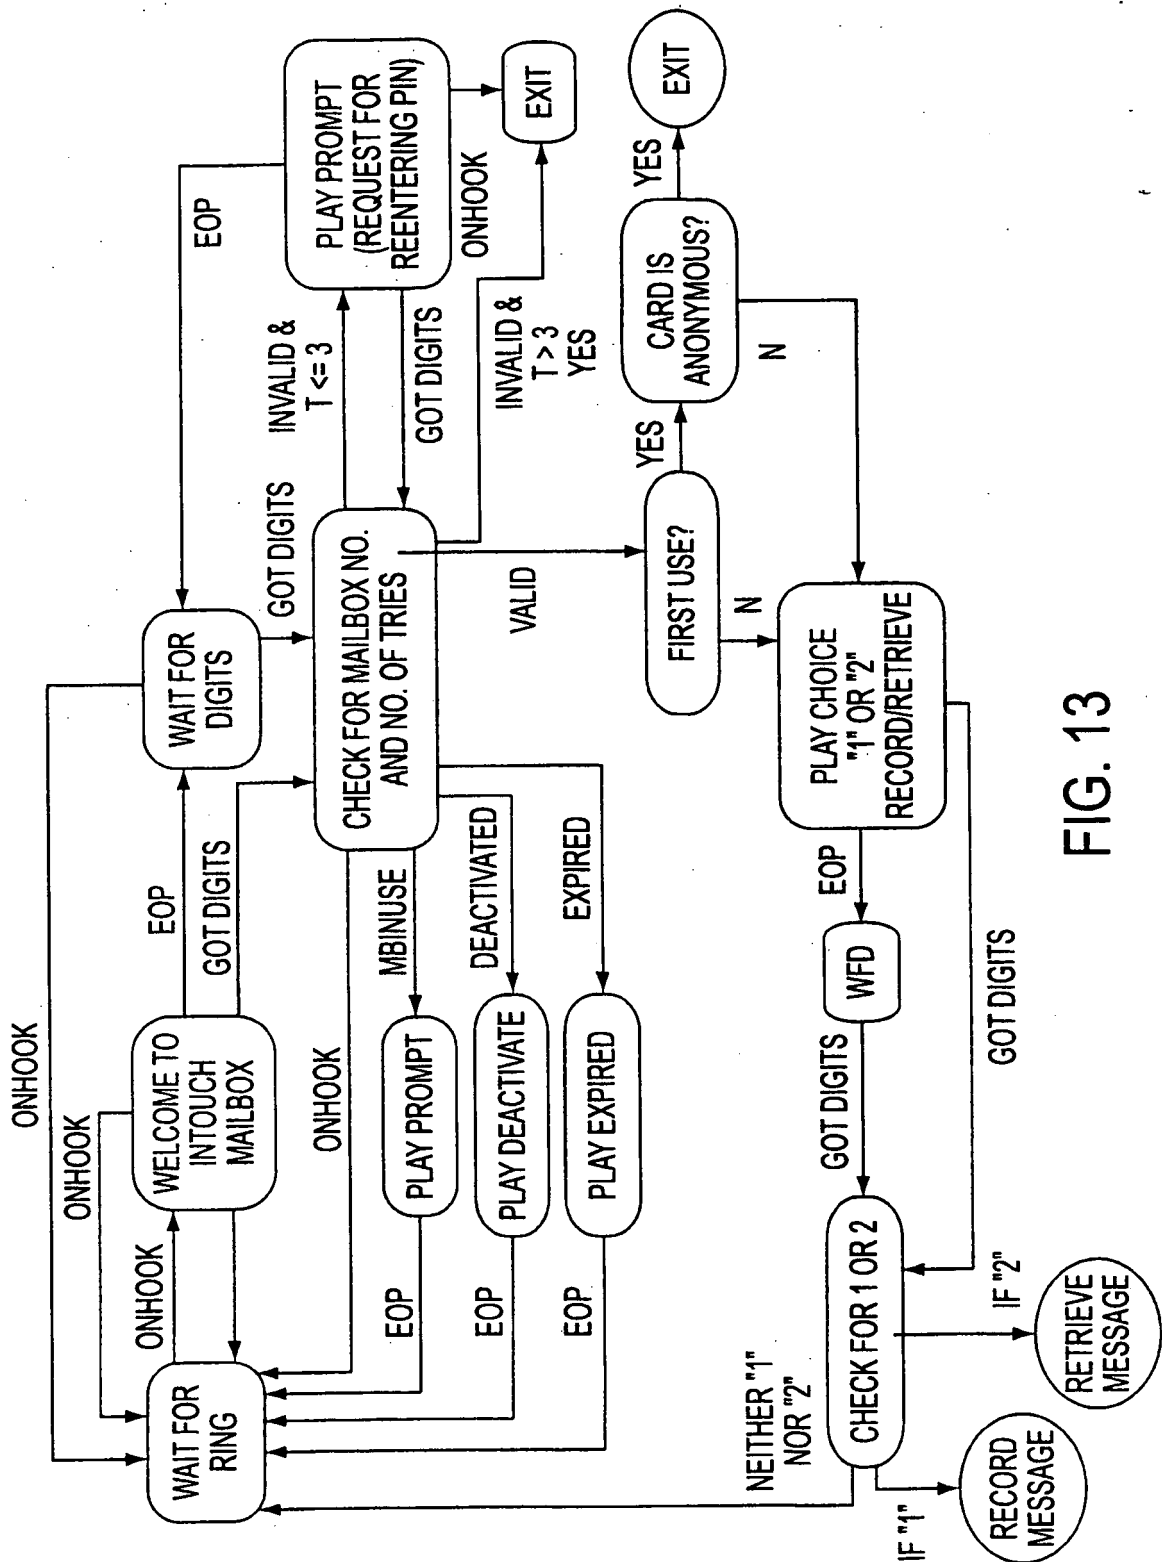 ONHOOK
ONHOOK
EOP
WAIT FOR
RING
ONHOOK
WELCOME TO
INTOUCH
MAILBOX
EOP
GOT DIGITS
WAIT FOR
DIGITS
GOT DIGITS
INVALID &
T <= 3
PLAY PROMPT
(REQUEST FOR
REENTERING PIN)
GOT DIGITS
ONHOOK
EXIT
ONHOOK
CHECK FOR MAILBOX NO.
AND NO. OF TRIES
INVALID &
T > 3
YES
MBINUSE
EOP
PLAY PROMPT
DEACTIVATED
EOP
PLAY DEACTIVATE
EXPIRED
EOP
PLAY EXPIRED
VALID
FIRST USE?
YES
CARD IS
ANONYMOUS?
YES
EXIT
N
N
PLAY CHOICE
"1" OR "2"
RECORD/RETRIEVE
EOP
WFD
GOT DIGITS
GOT DIGITS
NEITHER "1"
NOR "2"
CHECK FOR 1 OR 2
IF "1"
RECORD
MESSAGE
IF "2"
RETRIEVE
MESSAGE
FIG. 13